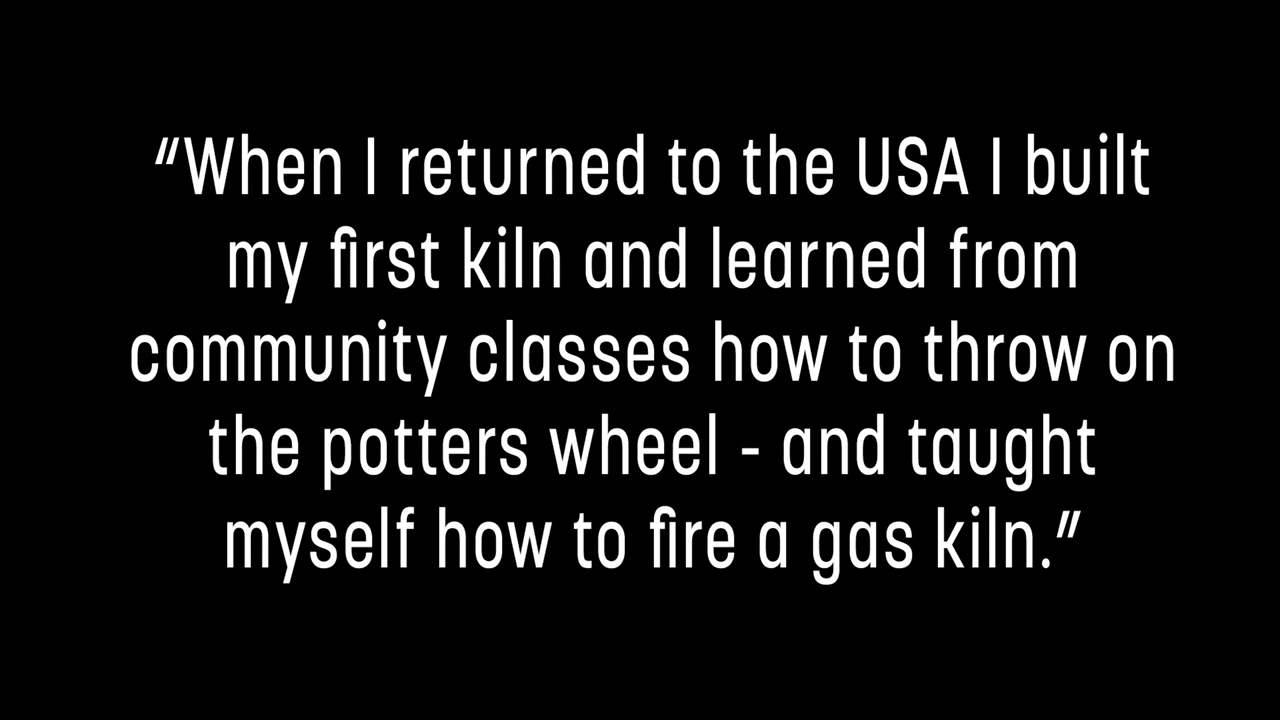 “When I returned to the USA I built
my first kiln and learned from
community classes how to throw on
the potters wheel - and taught
myself how to fire a gas kiln.”